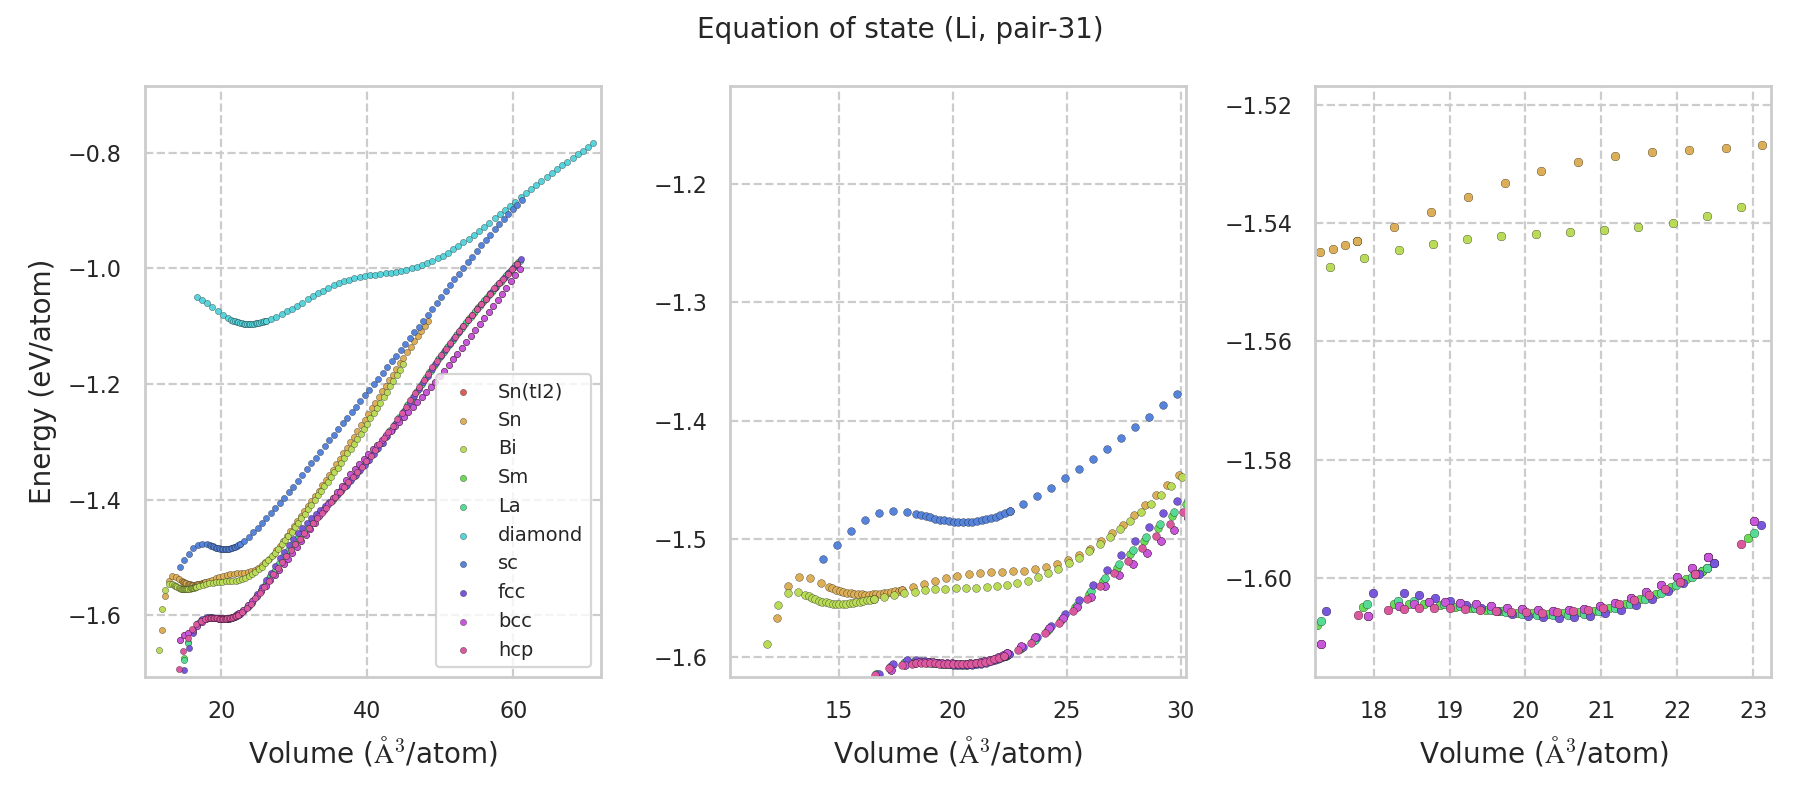 Equation of state (Li, pair-31)
Energy (eV/atom)
−0.8
−1.0
−1.2
−1.4
−1.6
20
40
60
Volume (Å³/atom)
Sn(tI2)
Sn
Bi
Sm
La
diamond
sc
fcc
bcc
hcp
−1.2
−1.3
−1.4
−1.5
−1.6
15
20
25
30
Volume (Å³/atom)
−1.52
−1.54
−1.56
−1.58
−1.60
18
19
20
21
22
23
Volume (Å³/atom)